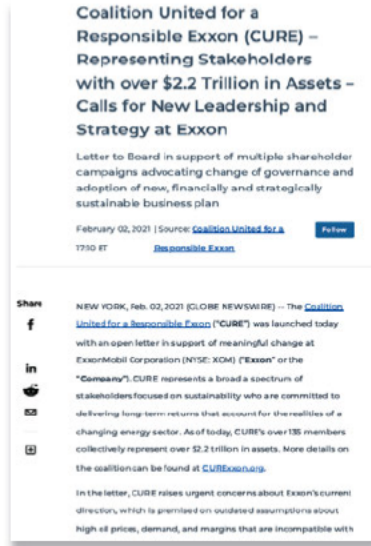 Coalition United for a
Responsible Exxon (CURE) –
Representing Stakeholders
with over $2.2 Trillion in Assets –
Calls for New Leadership and
Strategy at Exxon
Letter to Board in support of multiple shareholder
campaigns advocating change of governance and
adoption of new, financially and strategically
sustainable business plan
February 02, 2021 | Source: Coalition United for a
Follow
17:10 ET Responsible Exxon
Share
NEW YORK, Feb. 02, 2021 (GLOBE NEWSWIRE) -- The Coalition
United for a Responsible Exxon ("CURE") was launched today
with an open letter in support of meaningful change at
ExxonMobil Corporation (NYSE: XOM) ("Exxon" or the
"Company"). CURE represents a broad a spectrum of
stakeholders focused on sustainability who are committed to
delivering long-term returns that account for the realities of a
changing energy sector. As of today, CURE's over 135 members
collectively represent over $2.2 trillion in assets. More details on
the coalition can be found at CURExxon.org.
In the letter, CURE raises urgent concerns about Exxon's current
direction, which is premised on outdated assumptions about
high oil prices, demand, and margins that are incompatible with